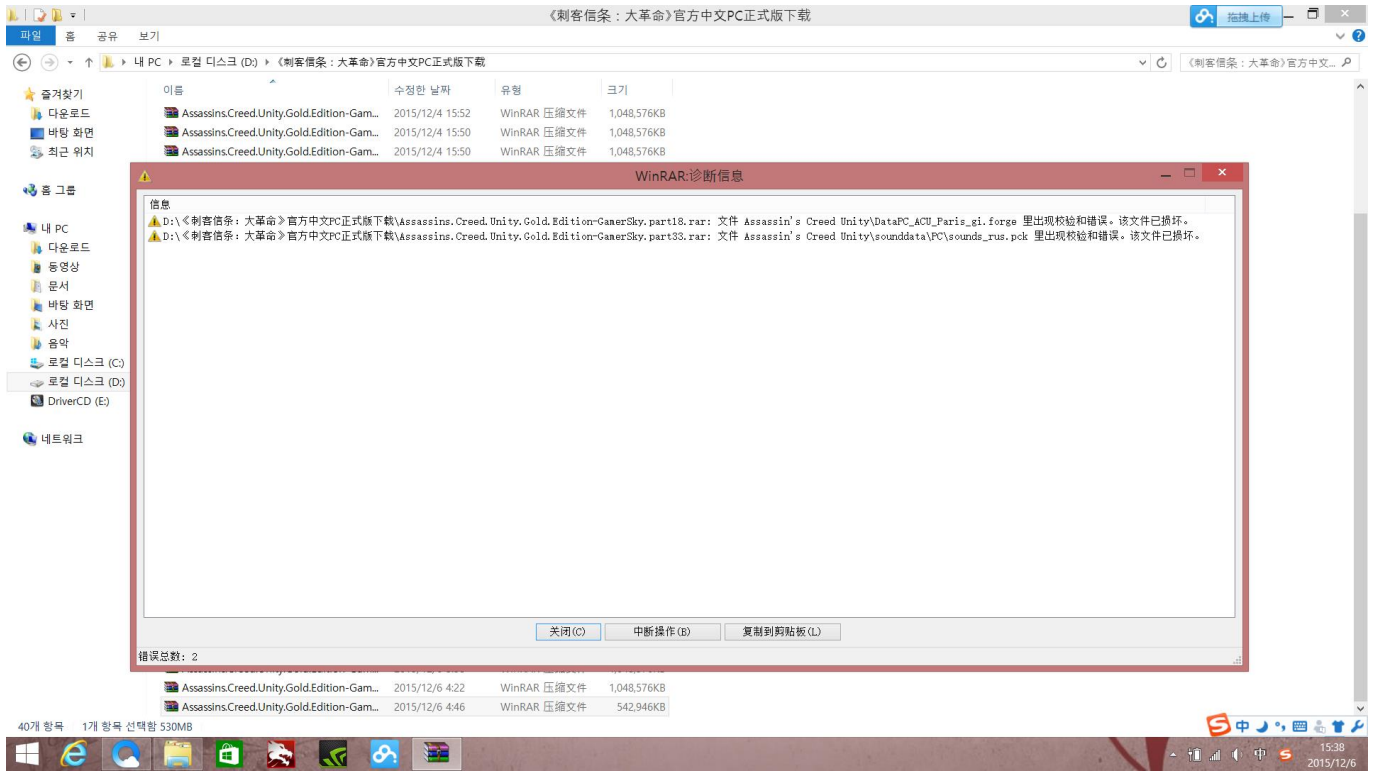 《刺客信条：大革命》官方中文PC正式版下载
拖拽上传
파일 홈 공유 보기
내 PC 로컬 디스크 (D:) 《刺客信条：大革命》官方中文PC正式版下载
《刺客信条：大革命》官方中文...
즐겨찾기
다운로드
바탕 화면
최근 위치
홈 그룹
내 PC
다운로드
동영상
문서
바탕 화면
사진
음악
로컬 디스크 (C:)
로컬 디스크 (D:)
DriverCD (E:)
네트워크
이름 수정한 날짜 유형 크기
Assassins.Creed.Unity.Gold.Edition-Gam... 2015/12/4 15:52 WinRAR 压缩文件 1,048,576KB
Assassins.Creed.Unity.Gold.Edition-Gam... 2015/12/4 15:50 WinRAR 压缩文件 1,048,576KB
Assassins.Creed.Unity.Gold.Edition-Gam... 2015/12/4 15:50 WinRAR 压缩文件 1,048,576KB
WinRAR:诊断信息
信息
D:\《刺客信条：大革命》官方中文PC正式版下载\Assassins.Creed.Unity.Gold.Edition-GamerSky.part18.rar: 文件 Assassin's Creed Unity\DataPC_ACU_Paris_gi.forge 里出现校验和错误。该文件已损坏。
D:\《刺客信条：大革命》官方中文PC正式版下载\Assassins.Creed.Unity.Gold.Edition-GamerSky.part33.rar: 文件 Assassin's Creed Unity\sounddata\PC\sounds_rus.pck 里出现校验和错误。该文件已损坏。
关闭(C) 中断操作(B) 复制到剪贴板(L)
错误总数: 2
Assassins.Creed.Unity.Gold.Edition-Gam... 2015/12/6 4:22 WinRAR 压缩文件 1,048,576KB
Assassins.Creed.Unity.Gold.Edition-Gam... 2015/12/6 4:46 WinRAR 压缩文件 542,946KB
40개 항목 1개 항목 선택함 530MB
中
中
15:38
2015/12/6